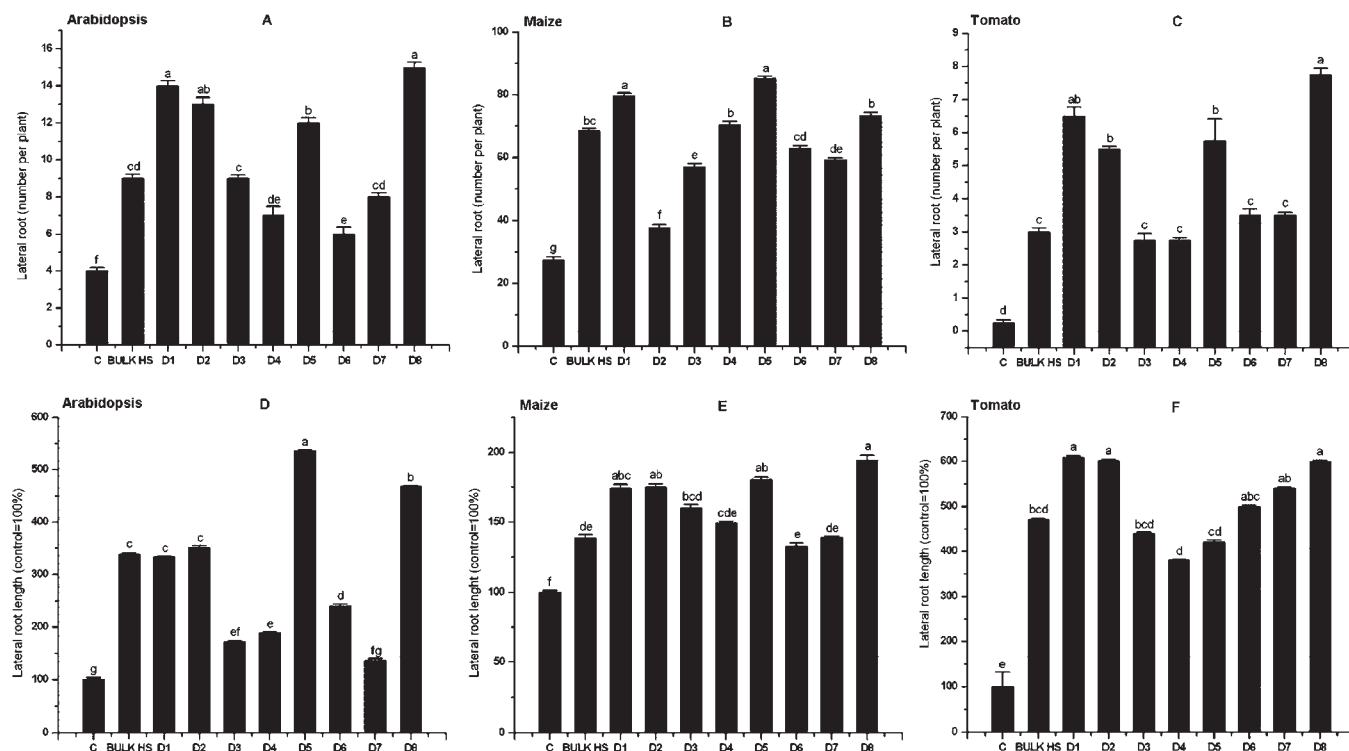 Arabidopsis A
Lateral root (number per plant)
16
14
12
10
8
6
4
2
0
f
cd
a
ab
c
de
b
e
cd
a
C BULK HS D1 D2 D3 D4 D5 D6 D7 D8
Maize B
Lateral root (number per plant)
100
80
60
40
20
0
g
bc
a
f
e
b
a
cd
de
b
C BULK HS D1 D2 D3 D4 D5 D6 D7 D8
Tomato C
Lateral root (number per plant)
9
8
7
6
5
4
3
2
1
0
d
c
ab
b
c
c
b
c
c
a
C BULK HS D1 D2 D3 D4 D5 D6 D7 D8
Arabidopsis D
Lateral root length (control=100%)
600
500
400
300
200
100
0
g
c
c
c
ef
e
a
d
fg
b
C BULK HS D1 D2 D3 D4 D5 D6 D7 D8
Maize E
Lateral root lenght (control=100%)
200
150
100
50
0
f
de
abc
ab
bcd
cde
ab
e
de
a
C BULK HS D1 D2 D3 D4 D5 D6 D7 D8
Tomato F
Lateral root length (control=100%)
700
600
500
400
300
200
100
0
e
bcd
a
a
bcd
d
cd
abc
ab
a
C BULK HS D1 D2 D3 D4 D5 D6 D7 D8